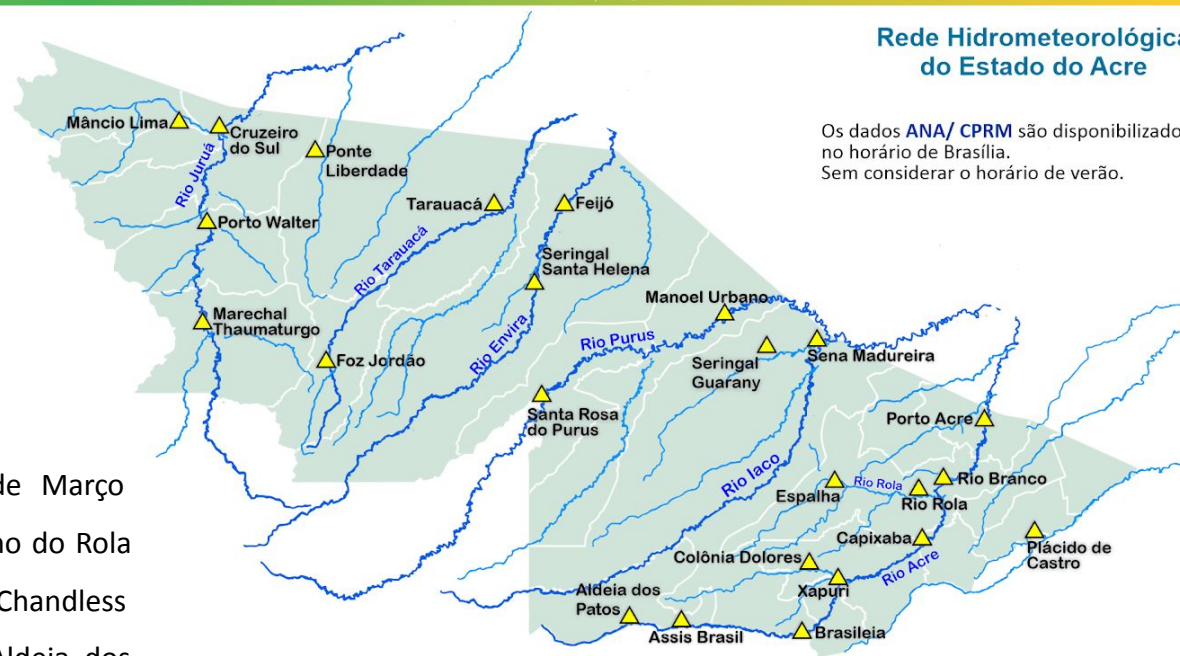 Rede Hidrometeorológica
do Estado do Acre
Os dados ANA/ CPRM são disponibilizado
no horário de Brasília.
Sem considerar o horário de verão.
Mâncio Lima
Cruzeiro
do Sul
Ponte
Liberdade
Rio Juruá
Porto Walter
Tarauacá
Feijó
Rio Tarauacá
Seringal
Santa Helena
Marechal
Thaumaturgo
Foz Jordão
Rio Envira
Manoel Urbano
Rio Purus
Seringal
Guarany
Sena Madureira
Santa Rosa
do Purus
Porto Acre
Rio Iaco
Espalha
Rio Rola
Rio Branco
Rio Rola
Capixaba
Plácido de
Castro
Colônia Dolores
Rio Acre
Xapuri
Aldeia dos
Patos
Assis Brasil
Brasileia
de Março
no do Rola
Chandless
Aldeia dos